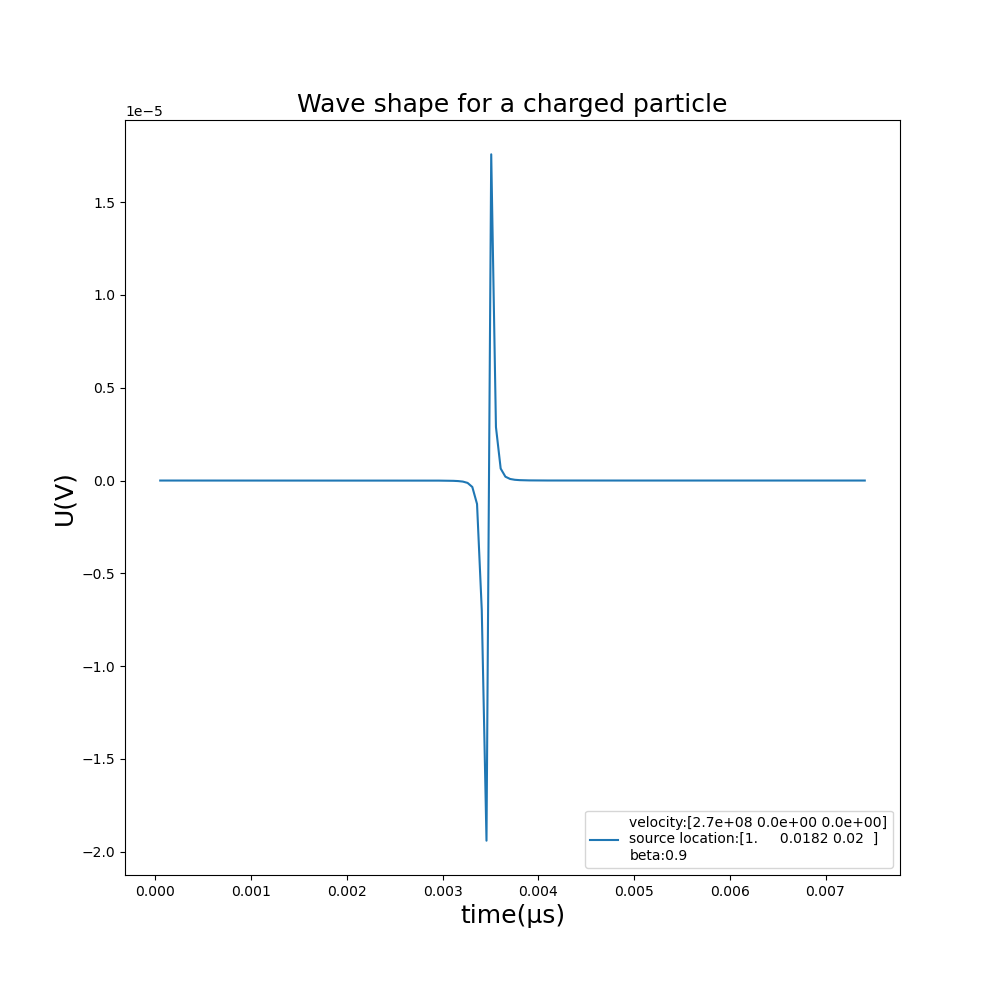 Wave shape for a charged particle
1e−5
1.5
1.0
0.5
0.0
−0.5
−1.0
−1.5
−2.0
U(V)
velocity:[2.7e+08 0.0e+00 0.0e+00]
source location:[1.     0.0182 0.02  ]
beta:0.9
0.000 0.001 0.002 0.003 0.004 0.005 0.006 0.007
time(μs)